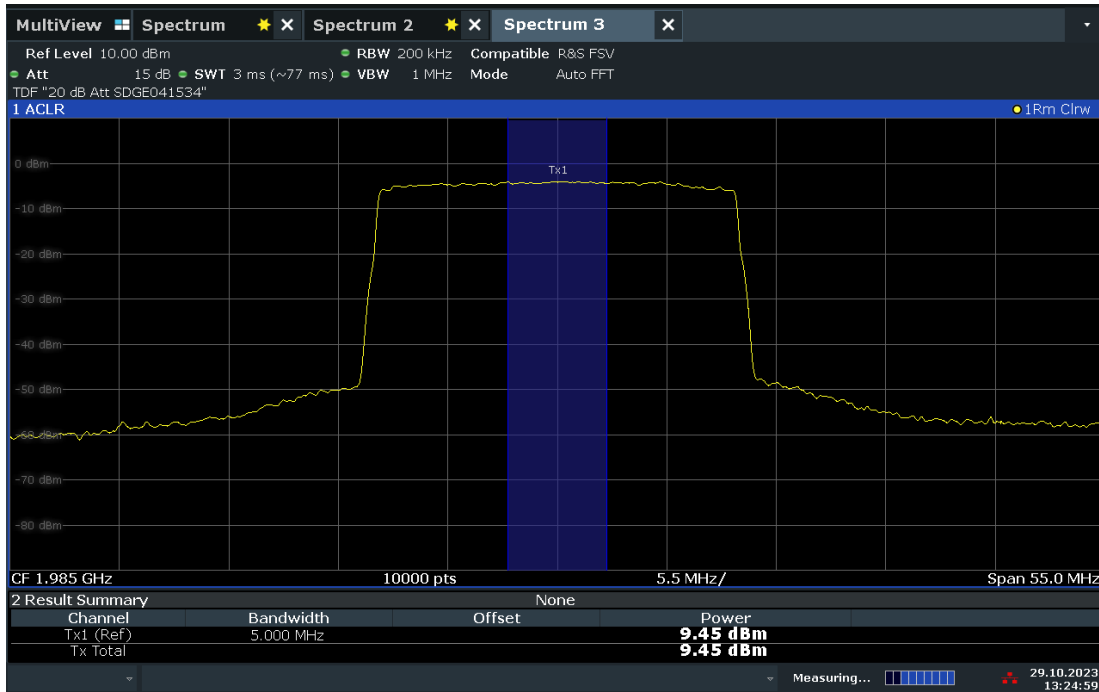 MultiView Spectrum Spectrum 2 Spectrum 3
Ref Level 10.00 dBm RBW 200 kHz Compatible R&S FSV
Att 15 dB SWT 3 ms (~77 ms) VBW 1 MHz Mode Auto FFT
TDF "20 dB Att SDGE041534"
1 ACLR 1Rm Clrw
0 dBm
Tx1
-10 dBm
-20 dBm
-30 dBm
-40 dBm
-50 dBm
-60 dBm
-70 dBm
-80 dBm
CF 1.985 GHz 10000 pts 5.5 MHz/ Span 55.0 MHz
2 Result Summary None
Channel Bandwidth Offset Power
Tx1 (Ref) 5.000 MHz 9.45 dBm
Tx Total 9.45 dBm
Measuring... 29.10.2023
13:24:59